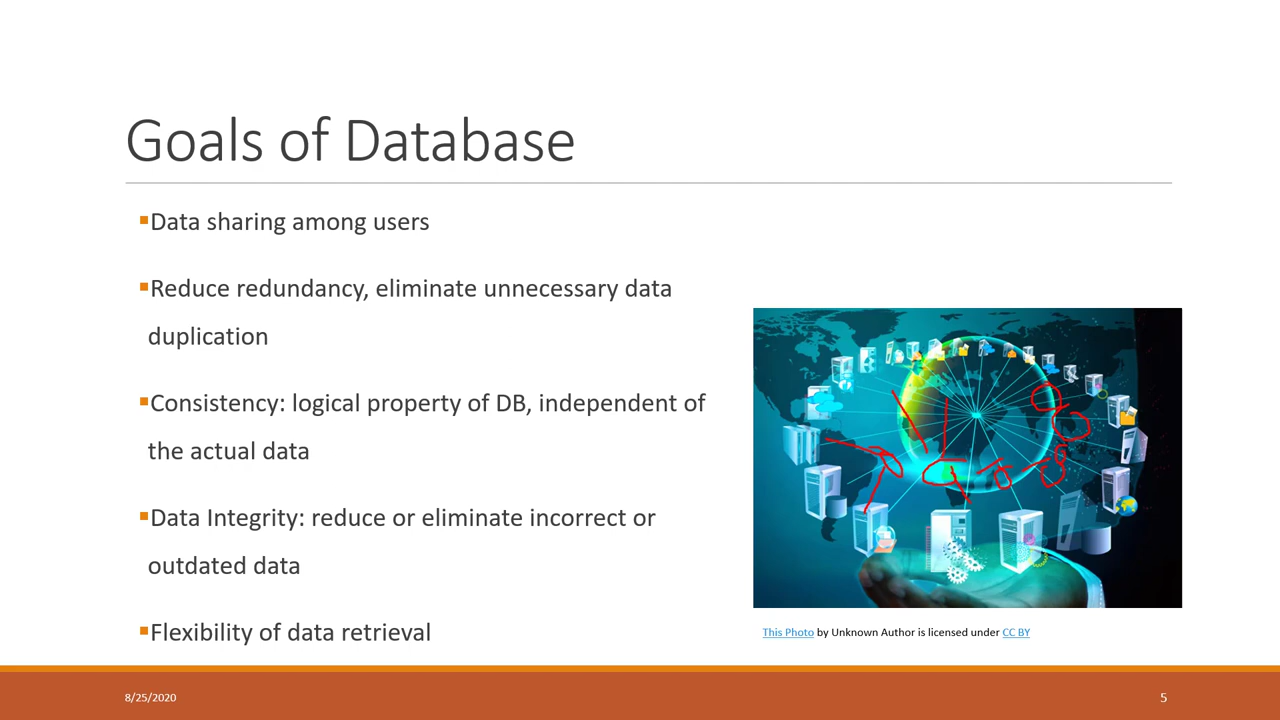 Goals of Database
▪Data sharing among users
▪Reduce redundancy, eliminate unnecessary data
duplication
▪Consistency: logical property of DB, independent of
the actual data
▪Data Integrity: reduce or eliminate incorrect or
outdated data
▪Flexibility of data retrieval
This Photo by Unknown Author is licensed under CC BY
8/25/2020
5